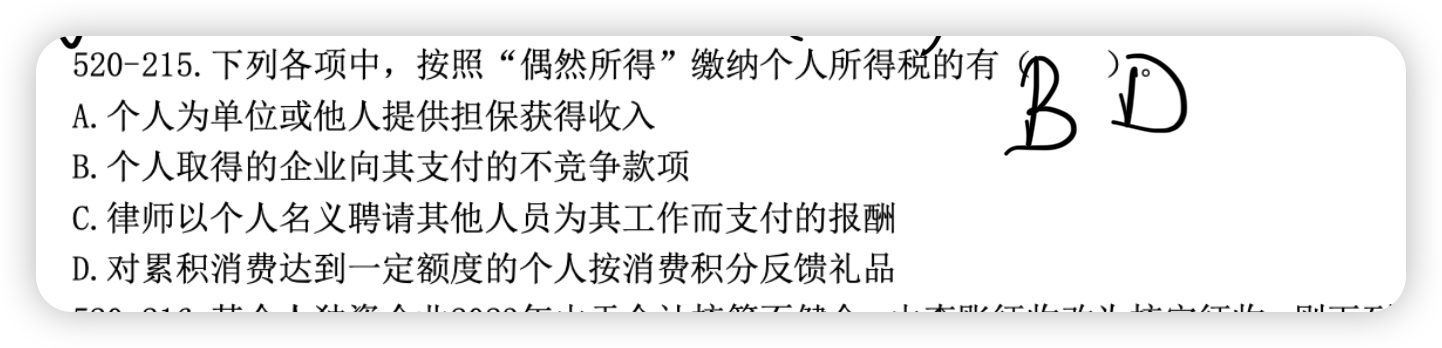 520-215.下列各项中，按照“偶然所得”缴纳个人所得税的有（ ）。
BD
A.个人为单位或他人提供担保获得收入
B.个人取得的企业向其支付的不竞争款项
C.律师以个人名义聘请其他人员为其工作而支付的报酬
D.对累积消费达到一定额度的个人按消费积分反馈礼品